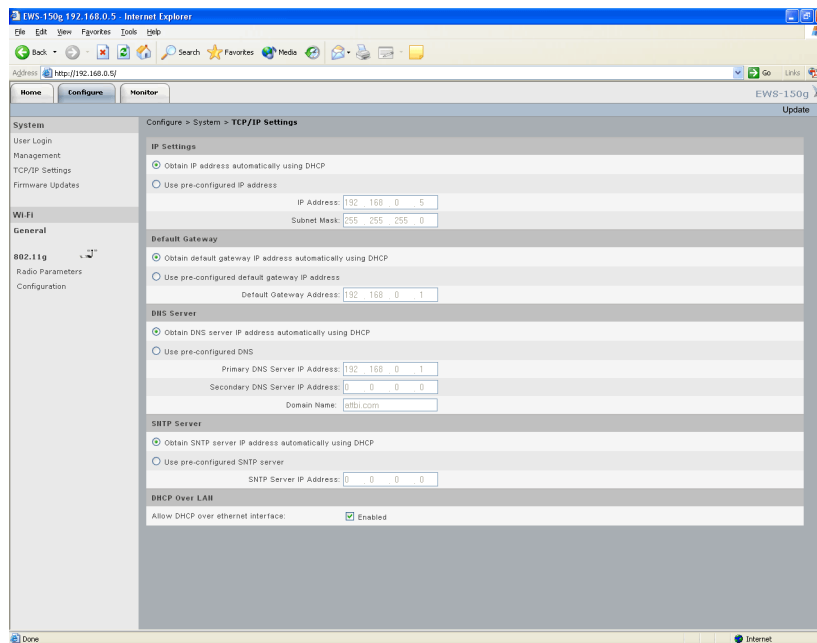 EWS-150g 192.168.0.5 - Internet Explorer
File Edit View Favorites Tools Help
Back Search Favorites Media
Address http://192.168.0.5/ Go Links
Home Configure Monitor EWS-150g
Update
System
User Login
Management
TCP/IP Settings
Firmware Updates
Wi-Fi
General
802.11g
Radio Parameters
Configuration
Configure > System > TCP/IP Settings
IP Settings
Obtain IP address automatically using DHCP
Use pre-configured IP address
IP Address: 192 . 168 . 0 . 5
Subnet Mask: 255 . 255 . 255 . 0
Default Gateway
Obtain default gateway IP address automatically using DHCP
Use pre-configured default gateway IP address
Default Gateway Address: 192 . 168 . 0 . 1
DNS Server
Obtain DNS server IP address automatically using DHCP
Use pre-configured DNS
Primary DNS Server IP Address: 192 . 168 . 0 . 1
Secondary DNS Server IP Address: 0 . 0 . 0 . 0
Domain Name: attbi.com
SNTP Server
Obtain SNTP server IP address automatically using DHCP
Use pre-configured SNTP server
SNTP Server IP Address: 0 . 0 . 0 . 0
DHCP Over LAN
Allow DHCP over ethernet interface: Enabled
Done Internet